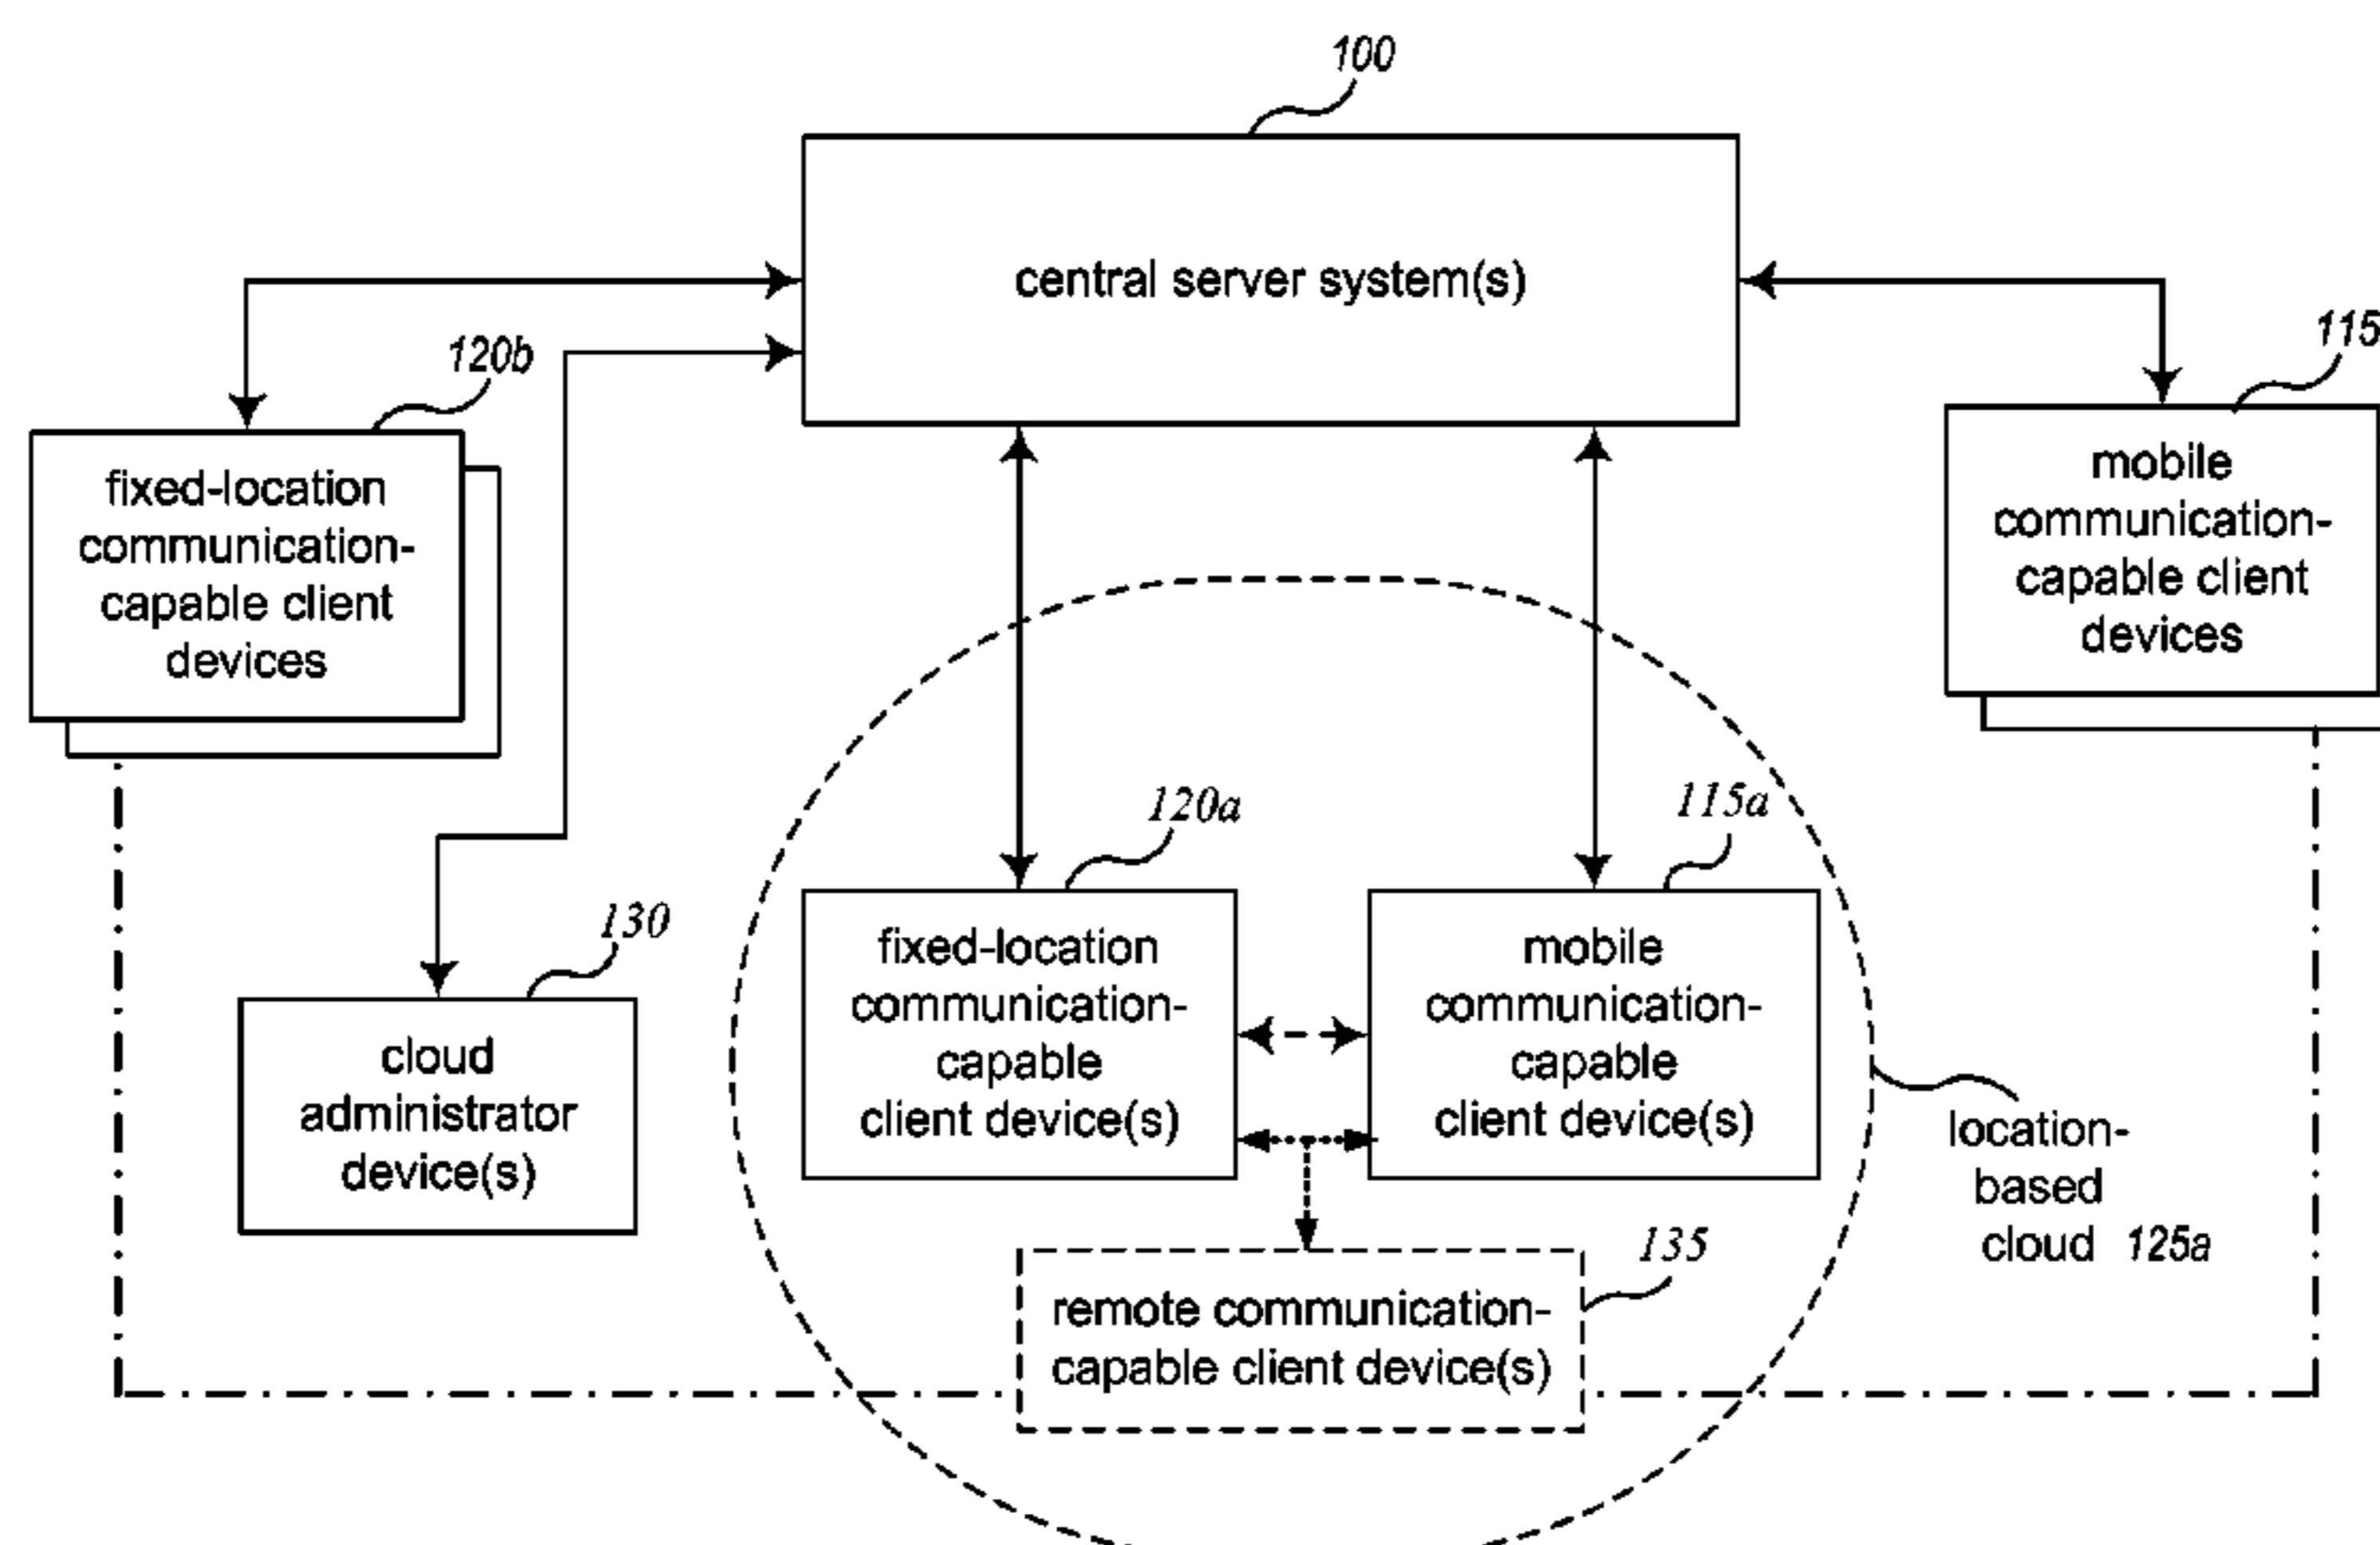 100
central server system(s)
120b
115
fixed-location
communication-
capable client
devices
mobile
communication-
capable client
devices
120a
115a
130
fixed-location
communication-
capable
client device(s)
mobile
communication-
capable
client device(s)
cloud
administrator
device(s)
location-
based
cloud 125a
135
remote communication-
capable client device(s)